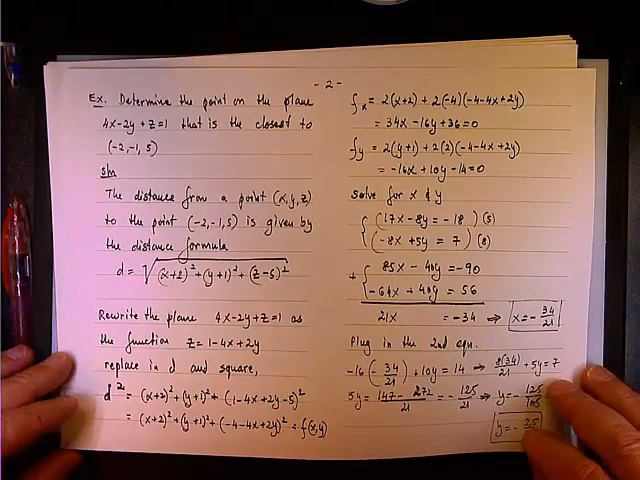 - 2 -
Ex. Determine the point on the plane
4x-2y+z=1 that is the closest to
(-2,-1, 5)
sln
The distance from a point (x,y,z)
to the point (-2,-1,5) is given by
the distance formula
d = √(x+2)²+(y+1)²+(z-5)²
Rewrite the plane 4x-2y+z=1 as
the function z=1-4x+2y
replace in d and square,
d² = (x+2)²+(y+1)²+(1-4x+2y-5)²
= (x+2)²+(y+1)²+(-4-4x+2y)² = f(x,y)
fx = 2(x+2) + 2(-4)(-4-4x+2y)
= 34x -16y+36=0
fy = 2(y+1) +2(2)(-4-4x+2y)
= -16x +10y -14=0
solve for x & y
{ (17x -8y = -18 ) (5)
(-8x +5y = 7 ) (8)
+ { 85x - 40y = -90
-64x + 40y = 56
21x = -34 ⇒ x = - 34/21
Plug in the 2nd eqn.
-16(- 34/21) +10y = 14 → 8(34)/21 + 5y = 7
5y = 147 - 272/21 = - 125/21 ⇒ y = - 125/105
y = - 25/